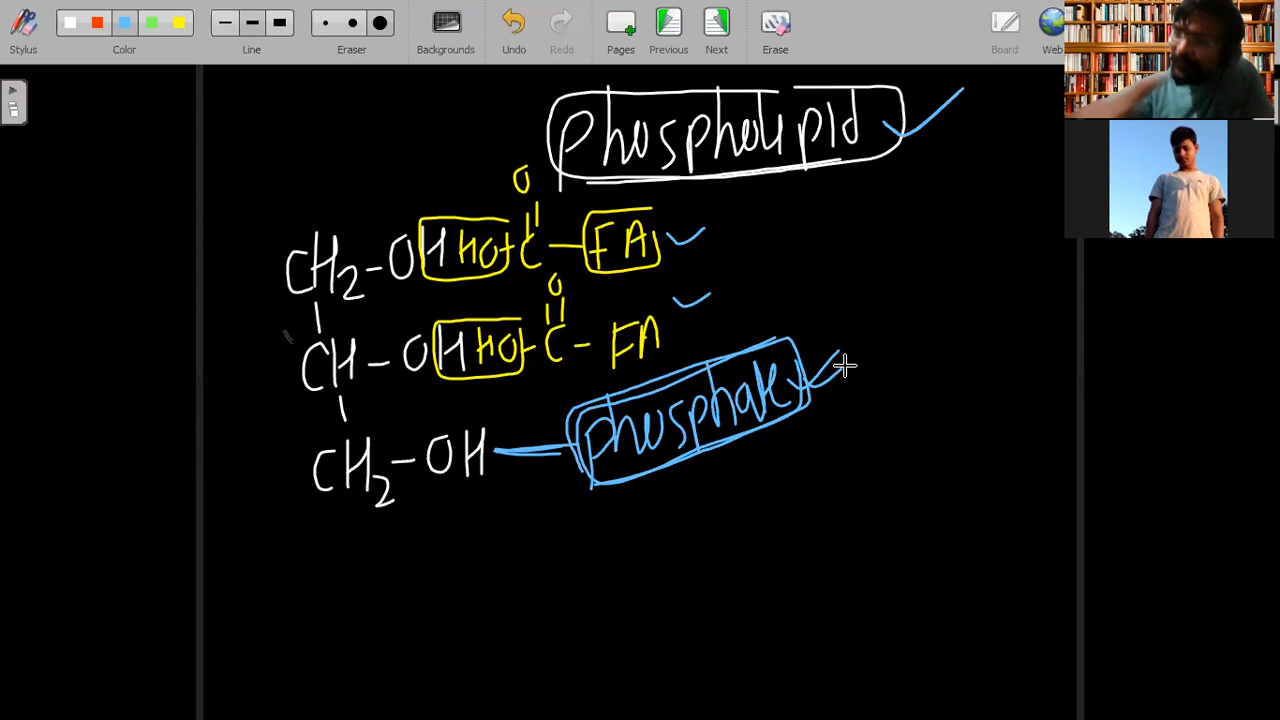 Stylus
Color
Line
Eraser
Backgrounds
Undo
Redo
Pages
Previous
Next
Erase
Board
Web
phospholipid
O
CH2-OH HO-C-FA
O
CH-OH HO-C-FA
phosphate
CH2-OH